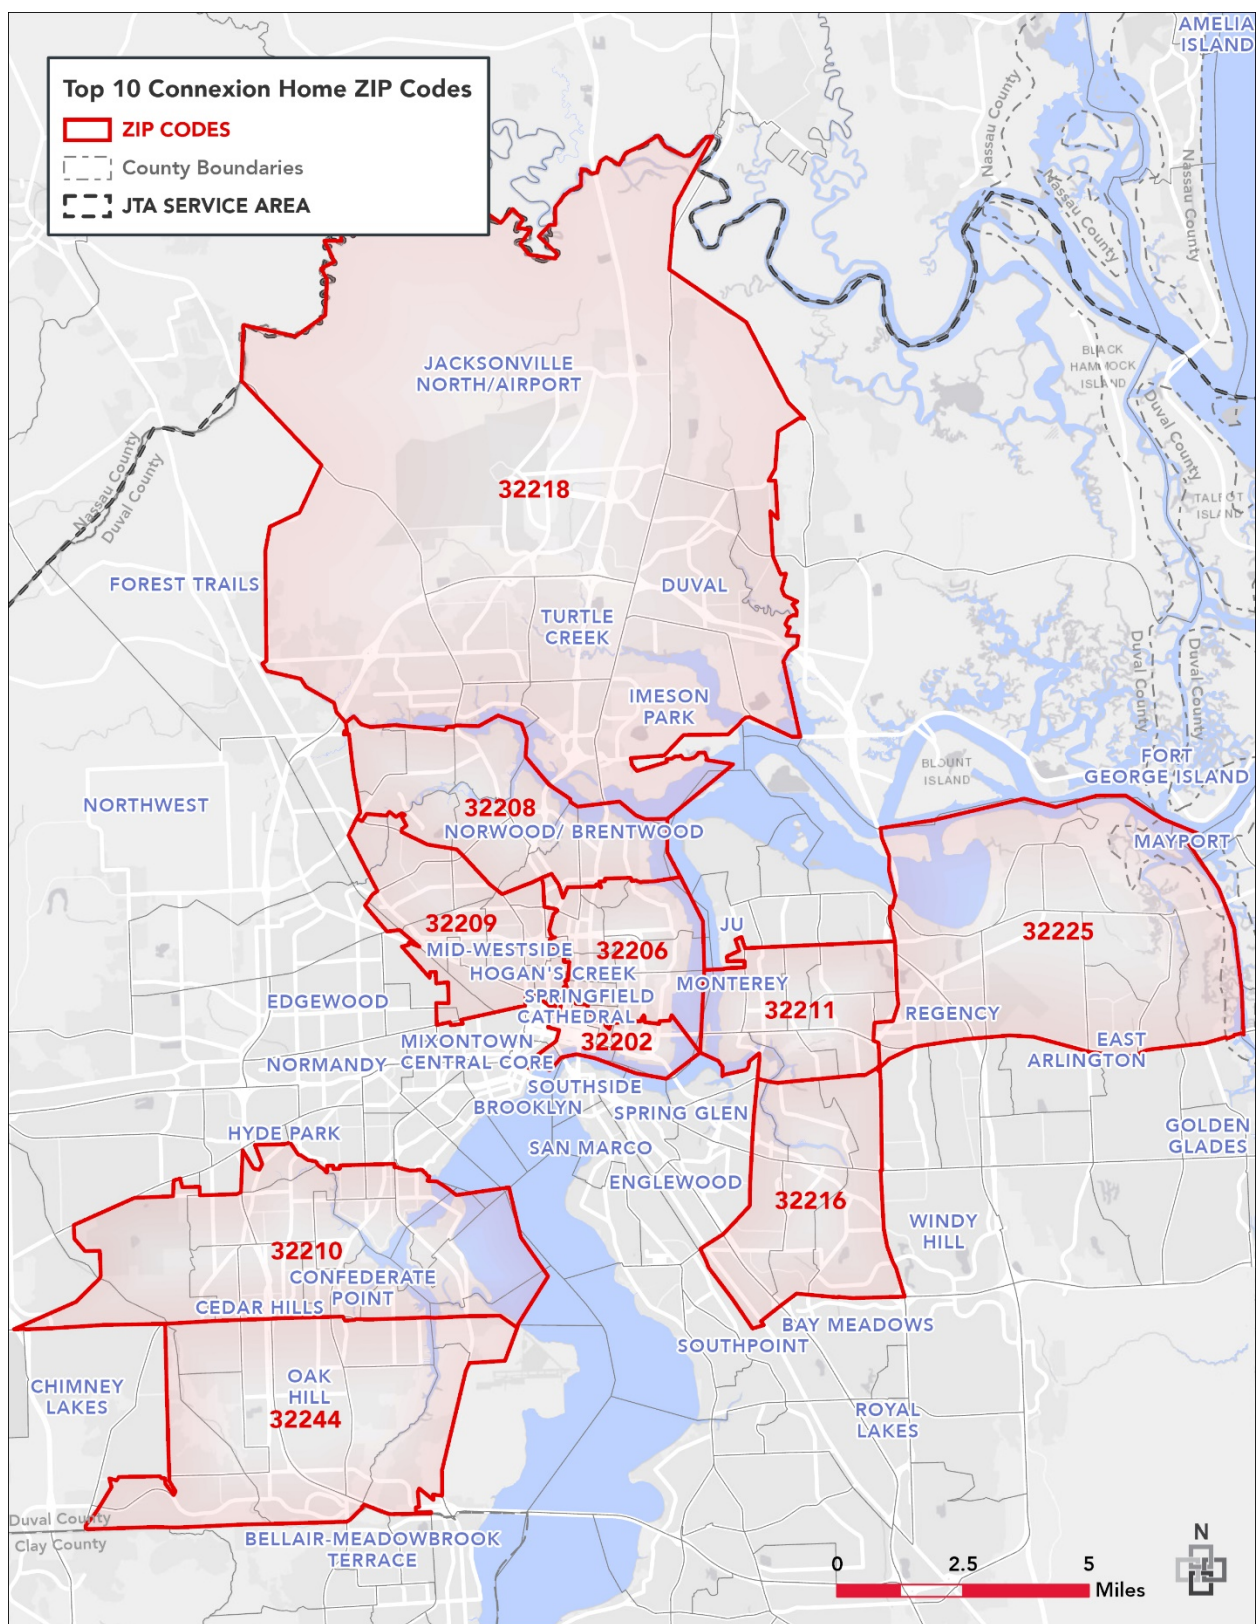 AMELIA
ISLAND
Top 10 Connexion Home ZIP Codes
ZIP CODES
County Boundaries
JTA SERVICE AREA
Nassau County
Nassau County
Nassau County
JACKSONVILLE
NORTH/AIRPORT
BLACK
HAMMOCK
ISLAND
Duval County
Nassau County
Duval County
32218
TALBOT
ISLAND
FOREST TRAILS
DUVAL
TURTLE
CREEK
Duval County
Duval County
IMESON
PARK
FORT
GEORGE ISLAND
BLOUNT
ISLAND
NORTHWEST
32208
NORWOOD/ BRENTWOOD
MAYPORT
32209
JU
32225
MID-WESTSIDE
32206
HOGAN'S CREEK
MONTEREY
EDGEWOOD
SPRINGFIELD
CATHEDRAL
32211
REGENCY
MIXONTOWN
32202
EAST
ARLINGTON
NORMANDY
CENTRAL CORE
SOUTHSIDE
BROOKLYN
SPRING GLEN
HYDE PARK
SAN MARCO
GOLDEN
GLADES
ENGLEWOOD
32216
WINDY
HILL
32210
CONFEDERATE
POINT
CEDAR HILLS
BAY MEADOWS
SOUTHPOINT
CHIMNEY
LAKES
OAK
HILL
32244
ROYAL
LAKES
Duval County
Clay County
BELLAIR-MEADOWBROOK
TERRACE
N
0 2.5 5
Miles